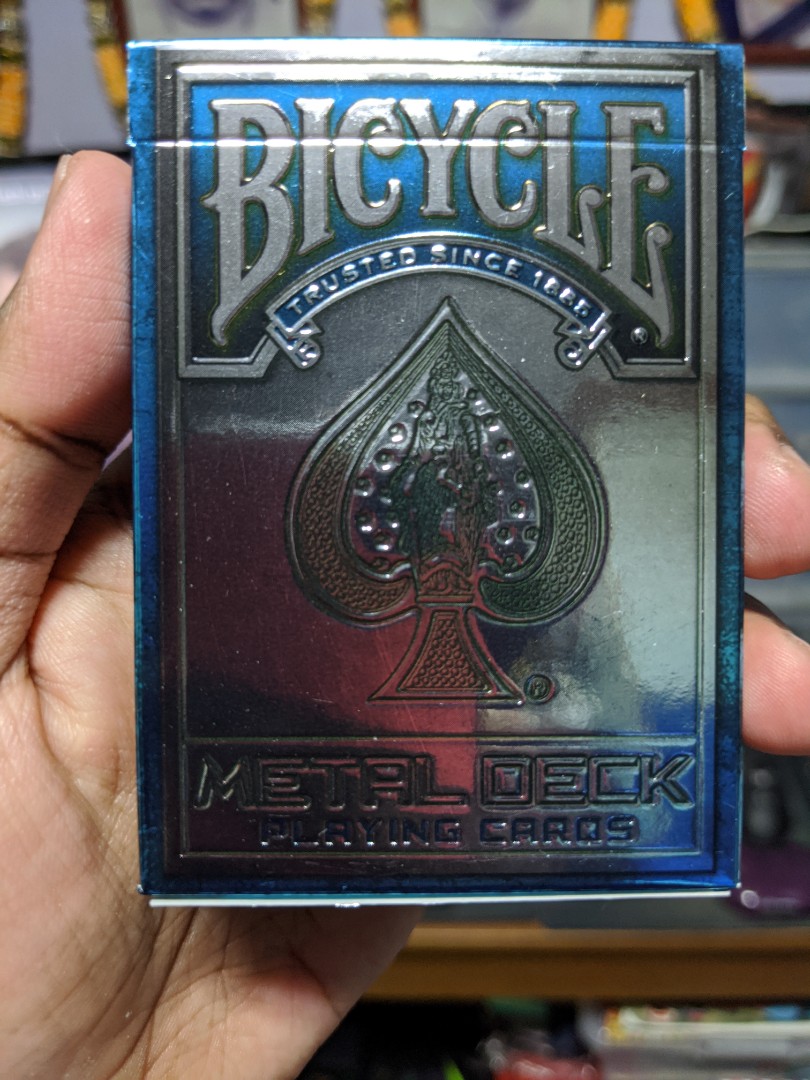 BICYCLE
®
TRUSTED SINCE 1885
®
METAL DECK
PLAYING CARDS